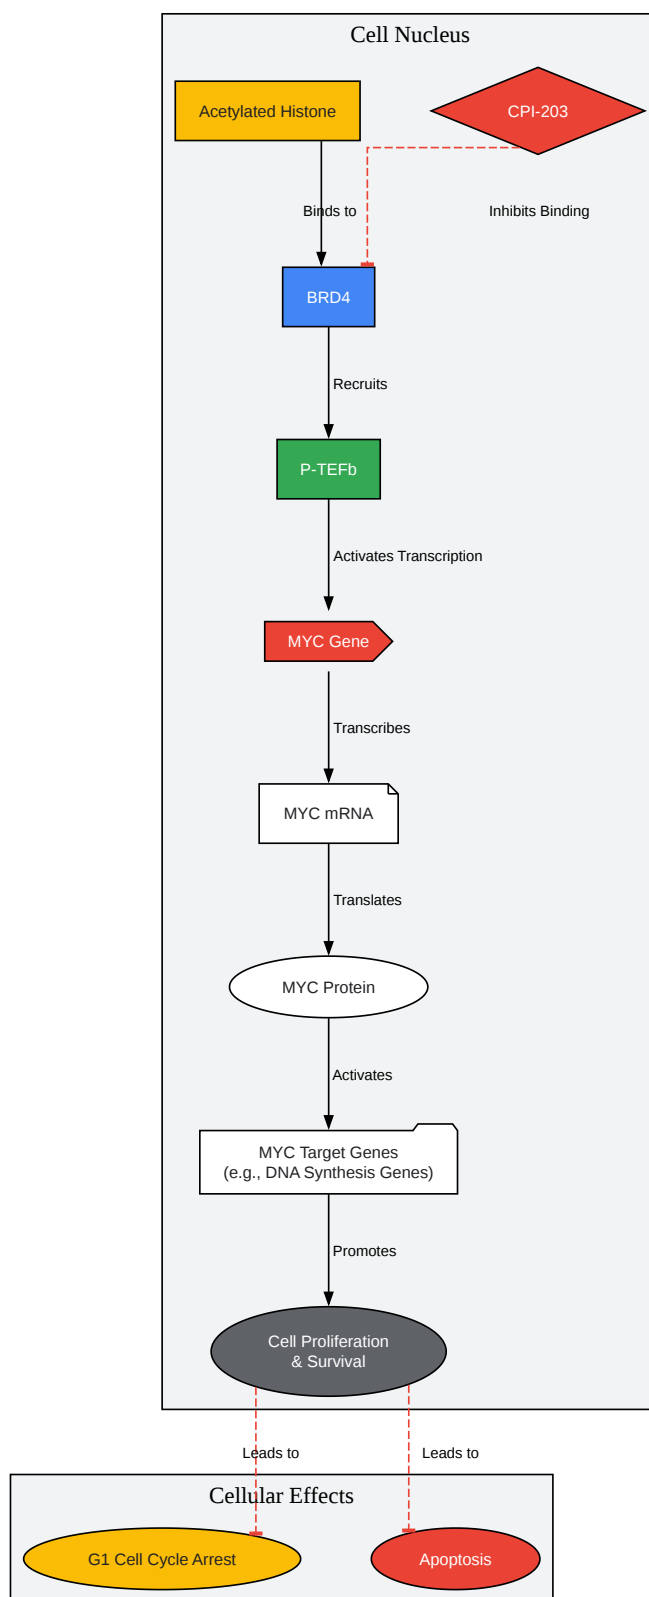 Cell Nucleus
Acetylated Histone
CPI-203
Binds to
Inhibits Binding
BRD4
Recruits
P-TEFb
Activates Transcription
MYC Gene
Transcribes
MYC mRNA
Translates
MYC Protein
Activates
MYC Target Genes
(e.g., DNA Synthesis Genes)
Promotes
Cell Proliferation
& Survival
Leads to
Leads to
Cellular Effects
G1 Cell Cycle Arrest
Apoptosis